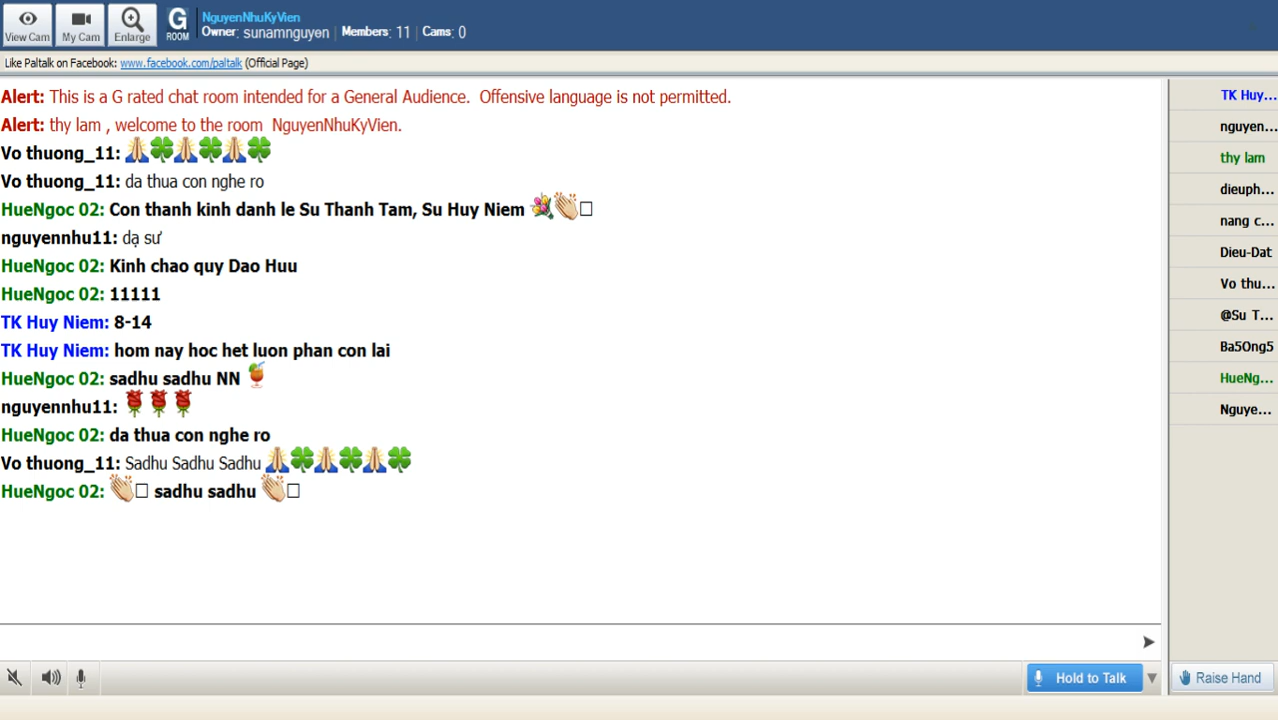 View Cam
My Cam
Enlarge
G
ROOM
NguyenNhuKyVien
Owner: sunamnguyen Members: 11 Cams: 0
Like Paltalk on Facebook: www.facebook.com/paltalk (Official Page)
Alert: This is a G rated chat room intended for a General Audience. Offensive language is not permitted.
Alert: thy lam , welcome to the room NguyenNhuKyVien.
Vo thuong_11: 🙏🍀🙏🍀🙏🍀
Vo thuong_11: da thua con nghe ro
HueNgoc 02: Con thanh kinh danh le Su Thanh Tam, Su Huy Niem 💐👏□
nguyennhu11: dạ sư
HueNgoc 02: Kinh chao quy Dao Huu
HueNgoc 02: 11111
TK Huy Niem: 8-14
TK Huy Niem: hom nay hoc het luon phan con lai
HueNgoc 02: sadhu sadhu NN 🍹
nguyennhu11: 🌹🌹🌹
HueNgoc 02: da thua con nghe ro
Vo thuong_11: Sadhu Sadhu Sadhu 🙏🍀🙏🍀🙏🍀
HueNgoc 02: 👏□ sadhu sadhu 👏□
TK Huy...
nguyen...
thy lam
dieuph...
nang c...
Dieu-Dat
Vo thu...
@Su T...
Ba5Ong5
HueNg...
Nguye...
Hold to Talk
Raise Hand